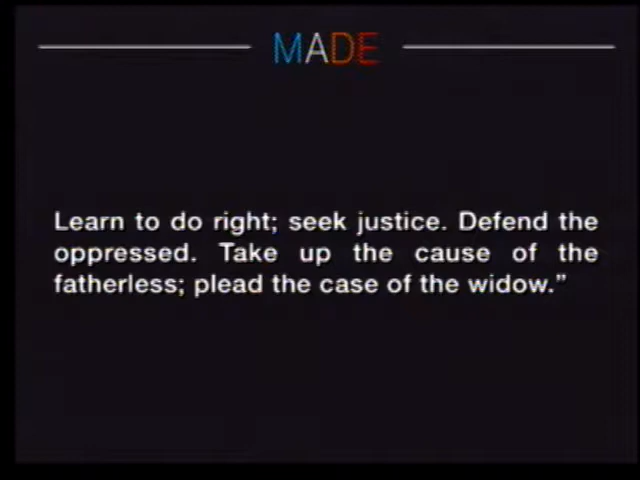 MADE
Learn to do right; seek justice. Defend the
oppressed. Take up the cause of the
fatherless; plead the case of the widow.”